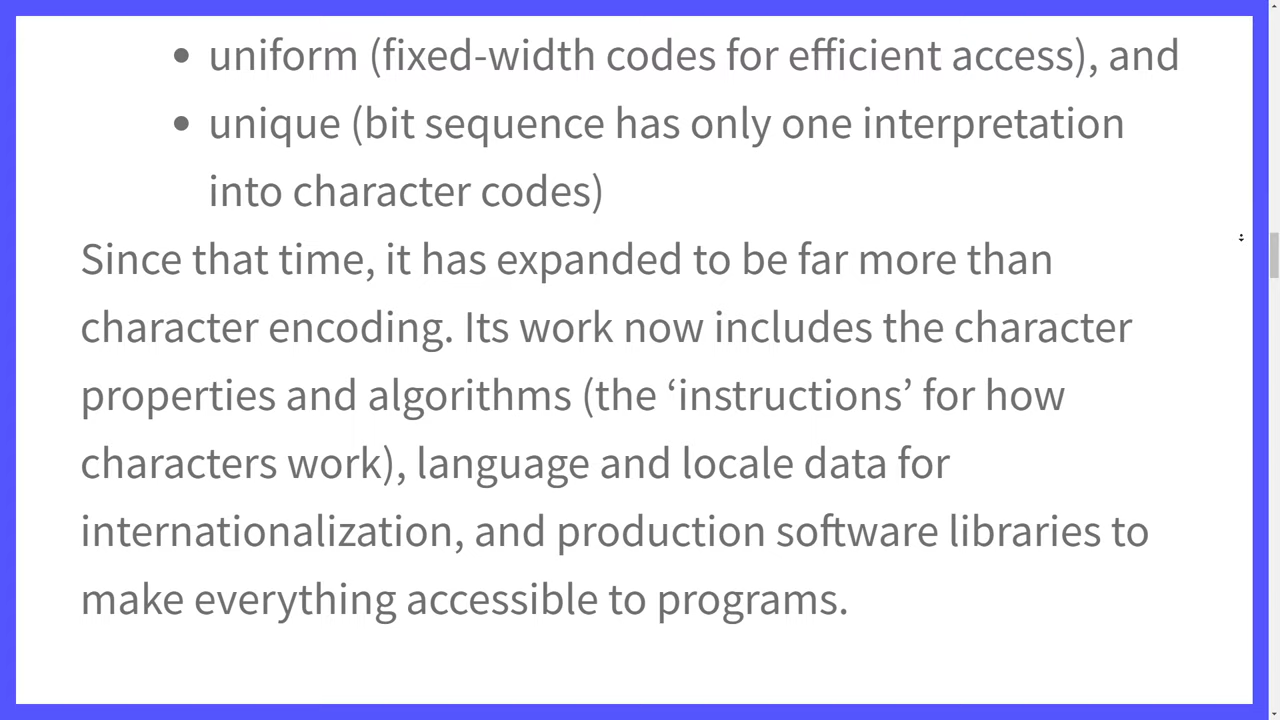 • uniform (fixed-width codes for efficient access), and
• unique (bit sequence has only one interpretation
into character codes)
Since that time, it has expanded to be far more than
character encoding. Its work now includes the character
properties and algorithms (the ‘instructions’ for how
characters work), language and locale data for
internationalization, and production software libraries to
make everything accessible to programs.